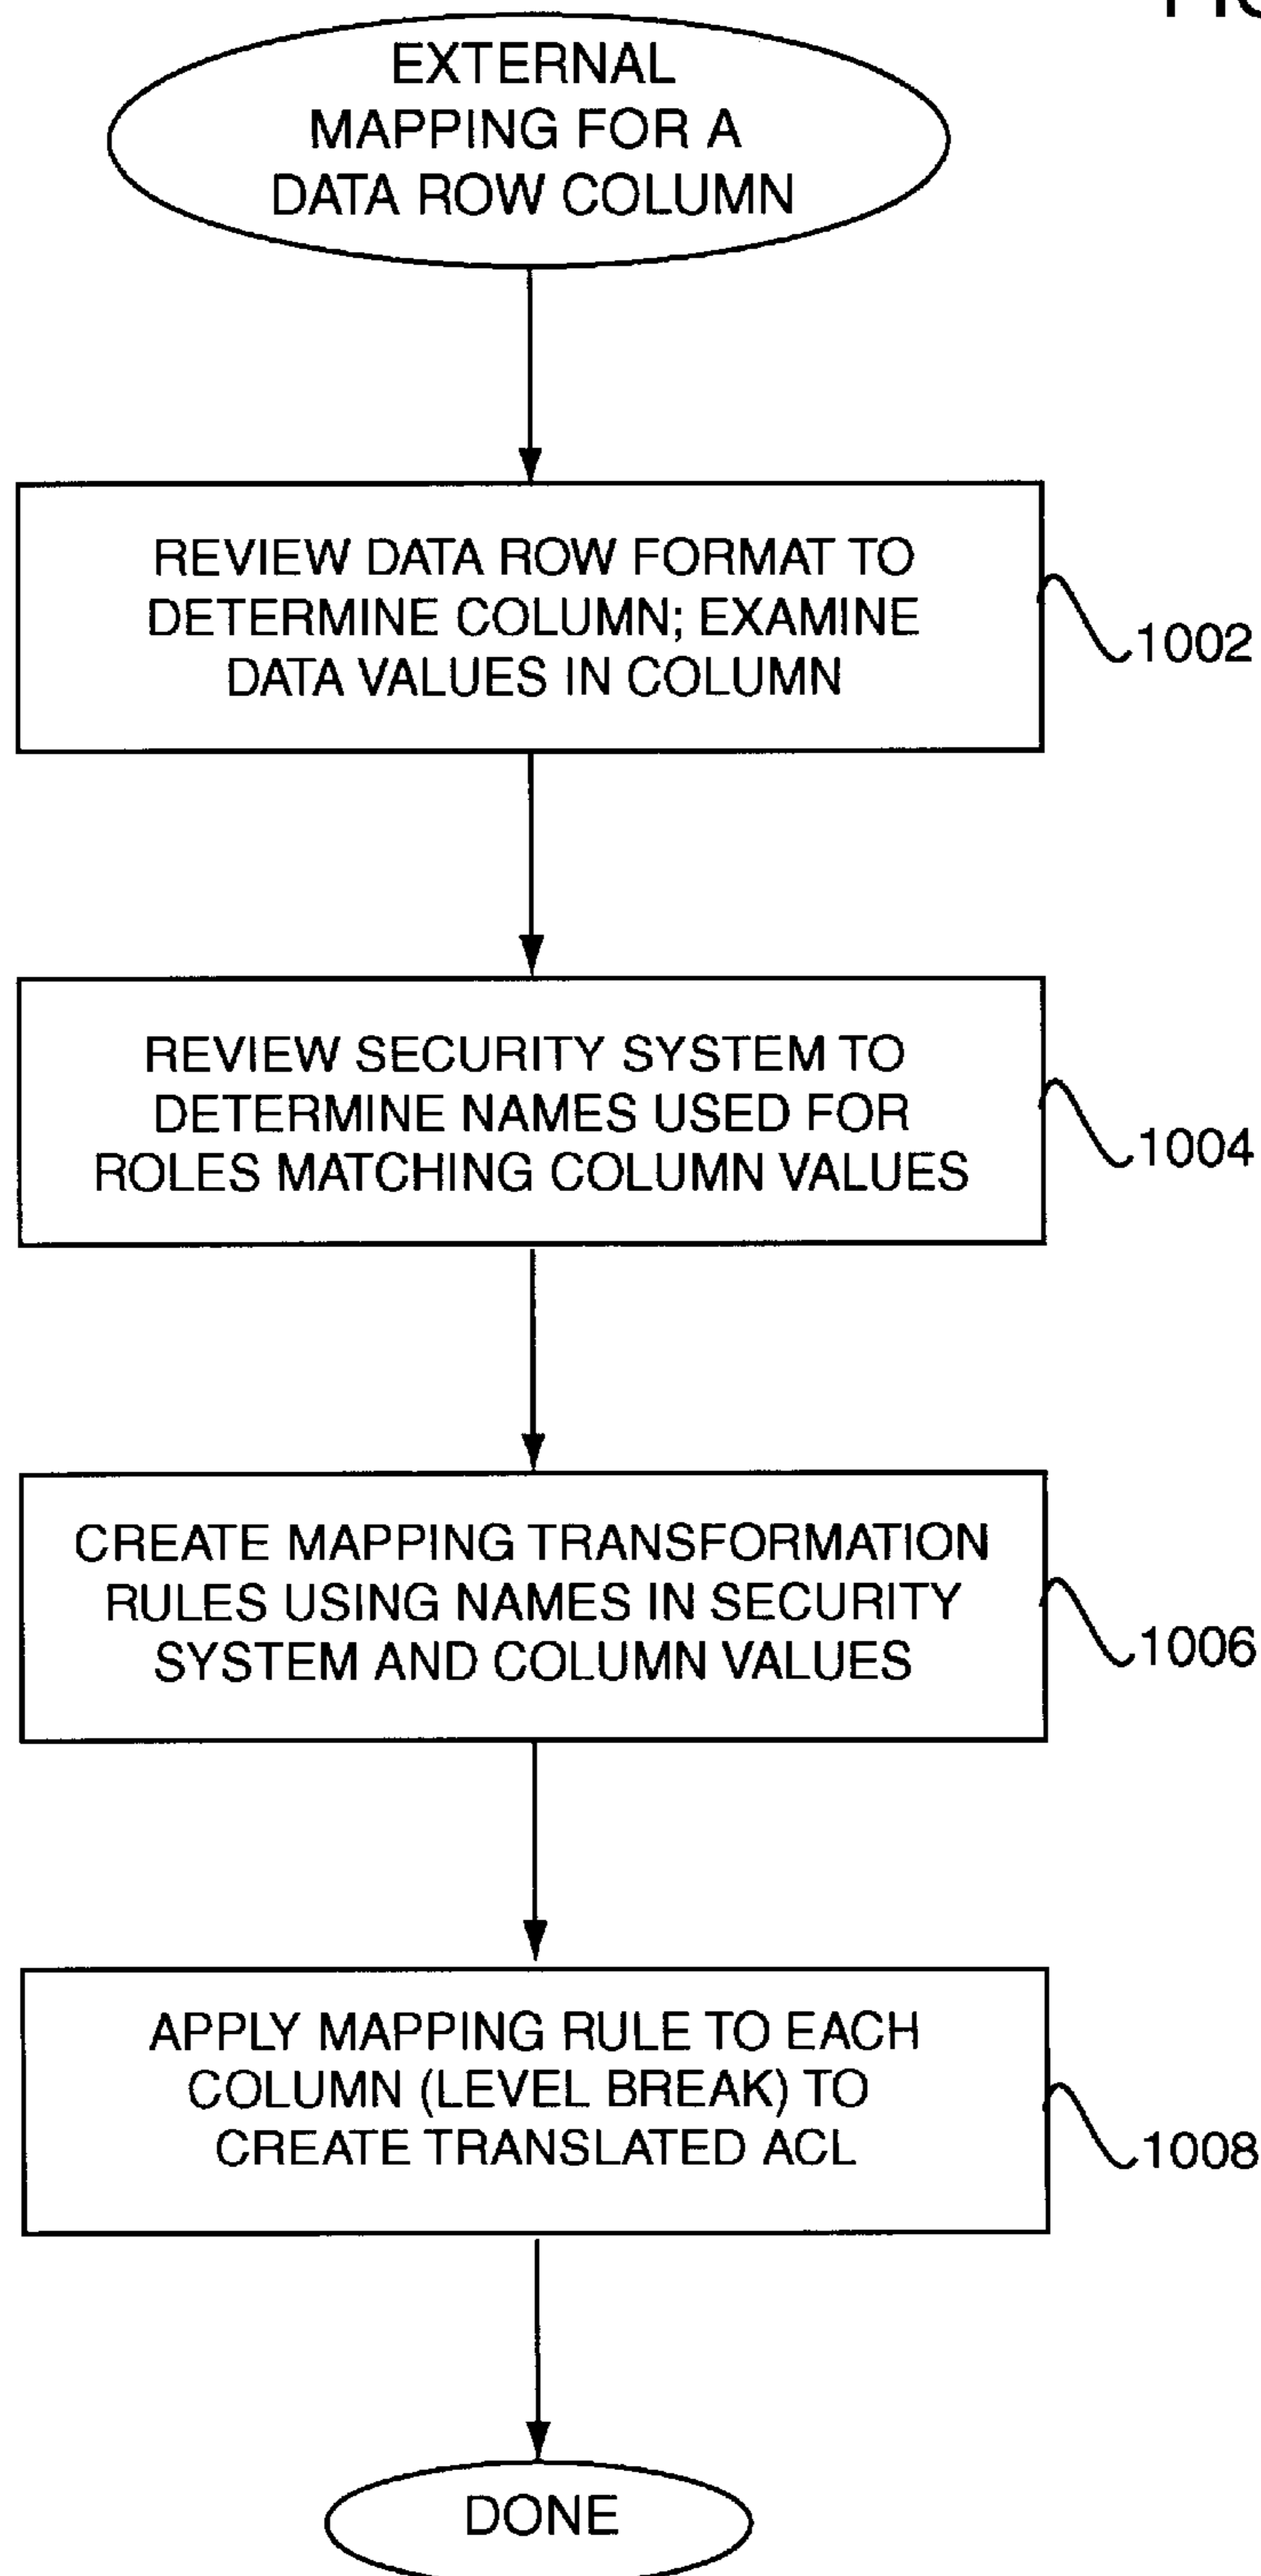 EXTERNAL
MAPPING FOR A
DATA ROW COLUMN
REVIEW DATA ROW FORMAT TO
DETERMINE COLUMN; EXAMINE
DATA VALUES IN COLUMN
1002
REVIEW SECURITY SYSTEM TO
DETERMINE NAMES USED FOR
ROLES MATCHING COLUMN VALUES
1004
CREATE MAPPING TRANSFORMATION
RULES USING NAMES IN SECURITY
SYSTEM AND COLUMN VALUES
1006
APPLY MAPPING RULE TO EACH
COLUMN (LEVEL BREAK) TO
CREATE TRANSLATED ACL
1008
DONE